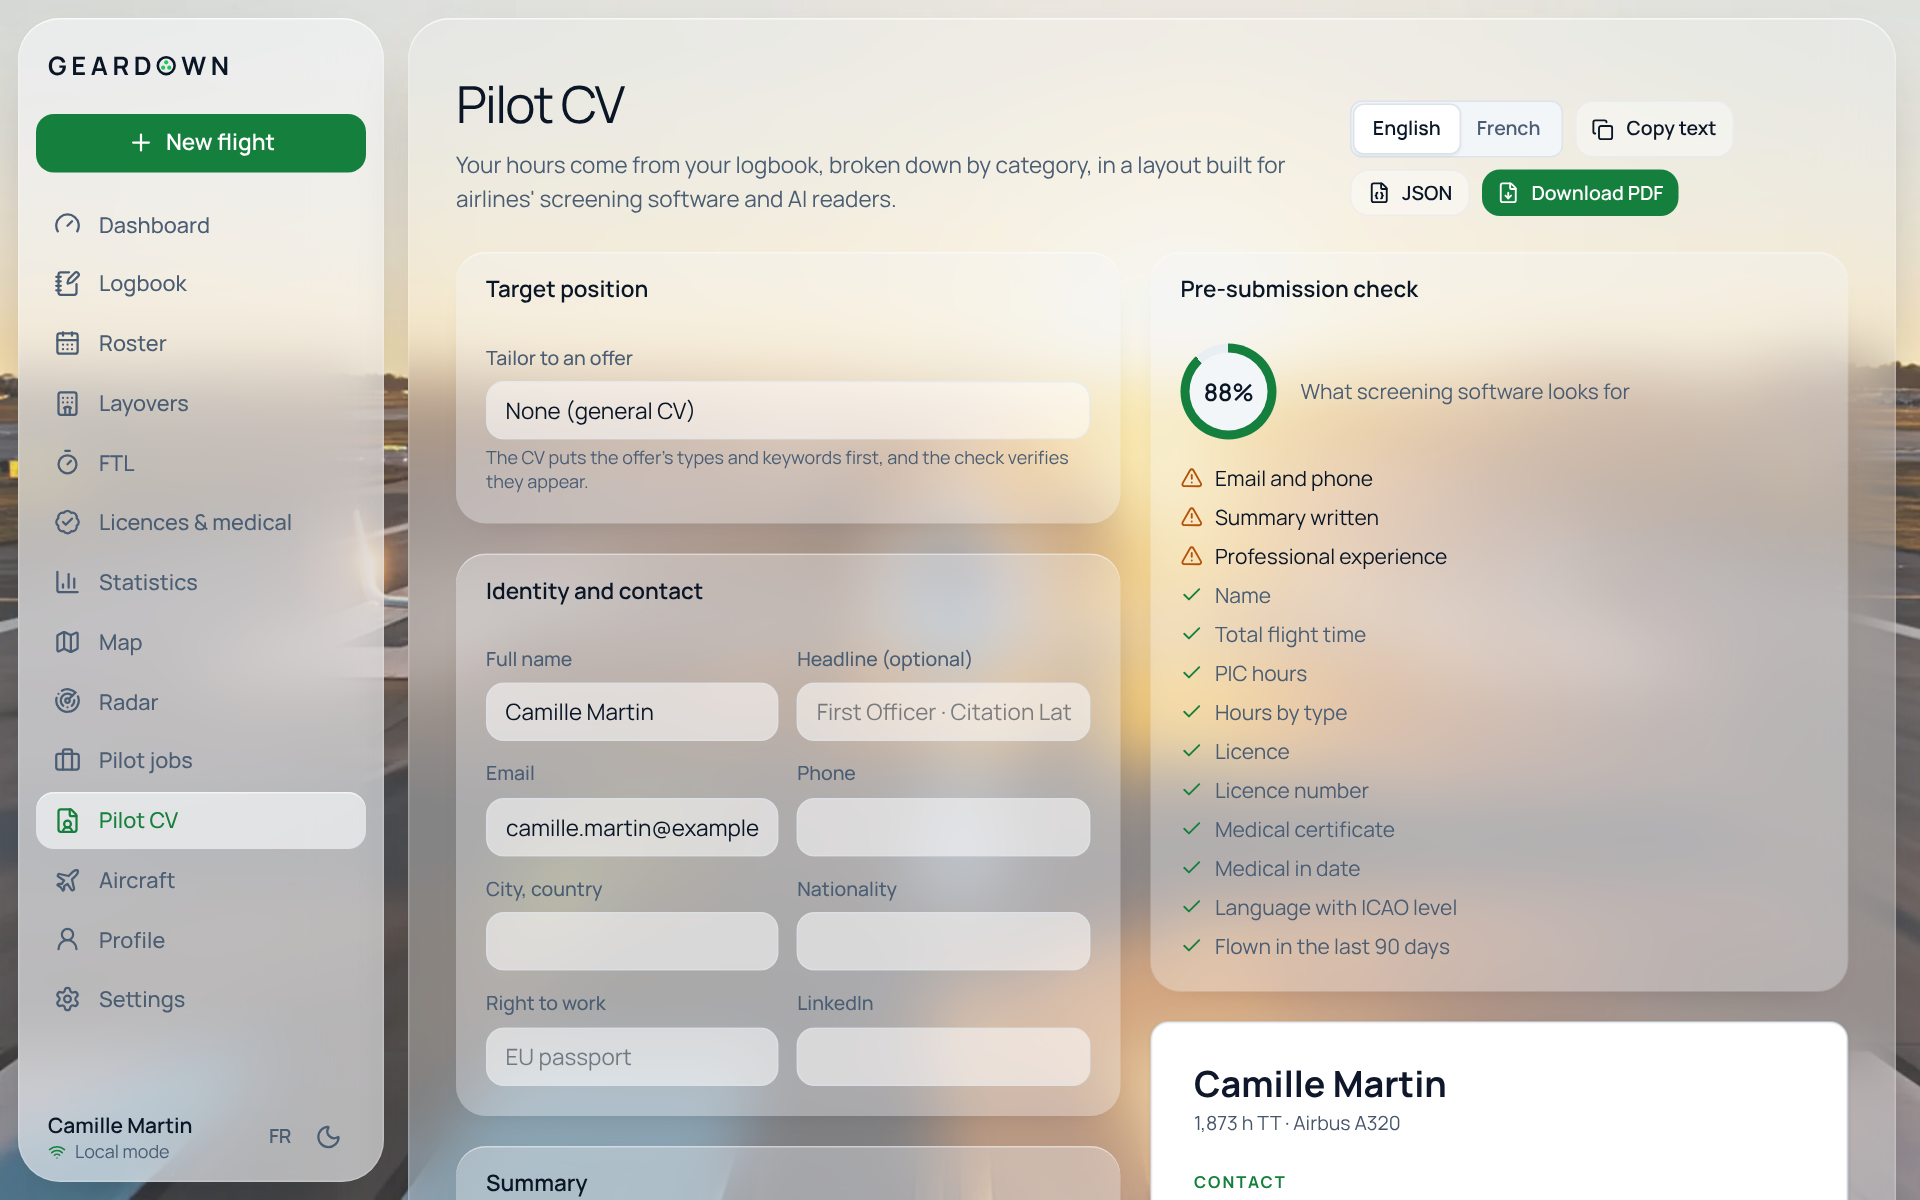 GEARDOWN
New flight
Dashboard
Logbook
Roster
Layovers
FTL
Licences & medical
Statistics
Map
Radar
Pilot jobs
Pilot CV
Aircraft
Profile
Settings
Camille Martin
Local mode
FR
Pilot CV
Your hours come from your logbook, broken down by category, in a layout built for
airlines' screening software and AI readers.
English
French
Copy text
JSON
Download PDF
Target position
Tailor to an offer
None (general CV)
The CV puts the offer's types and keywords first, and the check verifies
they appear.
Identity and contact
Full name
Headline (optional)
Camille Martin
First Officer · Citation Lat
Email
Phone
camille.martin@example
City, country
Nationality
Right to work
LinkedIn
EU passport
Summary
Pre-submission check
88%
What screening software looks for
Email and phone
Summary written
Professional experience
Name
Total flight time
PIC hours
Hours by type
Licence
Licence number
Medical certificate
Medical in date
Language with ICAO level
Flown in the last 90 days
Camille Martin
1,873 h TT · Airbus A320
CONTACT